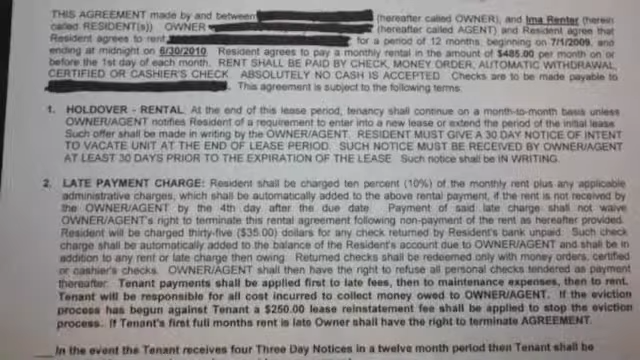 THIS AGREEMENT made by and between (hereafter called OWNER), and Ima Renter (herein
called RESIDENT(s)) OWNER (hereafter called AGENT) and Resident agree that
Resident agrees to rent for a period of 12 months, beginning on 7/1/2009, and
ending at midnight on 6/30/2010. Resident agrees to pay a monthly rental in the amount of $485.00 per month on or
before the 1st day of each month. RENT SHALL BE PAID BY CHECK, MONEY ORDER, AUTOMATIC WITHDRAWAL,
CERTIFIED OR CASHIER'S CHECK. ABSOLUTELY NO CASH IS ACCEPTED. Checks are to be made payable to
This agreement is subject to the following terms:
1. HOLDOVER - RENTAL: At the end of this lease period, tenancy shall continue on a month-to-month basis unless
OWNER/AGENT notifies Resident of a requirement to enter into a new lease or extend the period of the initial lease.
Such offer shall be made in writing by the OWNER/AGENT. RESIDENT MUST GIVE A 30 DAY NOTICE OF INTENT
TO VACATE UNIT AT THE END OF LEASE PERIOD. SUCH NOTICE MUST BE RECEIVED BY OWNER/AGENT
AT LEAST 30 DAYS PRIOR TO THE EXPIRATION OF THE LEASE. Such notice shall be IN WRITING.
2. LATE PAYMENT CHARGE: Resident shall be charged ten percent (10%) of the monthly rent plus any applicable
administrative charges, which shall be automatically added to the above rental payment, if the rent is not received by
the OWNER/AGENT by the 4th day after the due date. Payment of said late charge shall not waive
OWNER/AGENT's right to terminate this rental agreement following non-payment of the rent as hereafter provided.
Resident will be charged thirty-five ($35.00) dollars for any check returned by Resident's bank unpaid. Such check
charge shall be automatically added to the balance of the Resident's account due to OWNER/AGENT and shall be in
addition to any rent or late charge then owing. Returned checks shall be redeemed only with money orders, certified
or cashier's checks. OWNER/AGENT shall then have the right to refuse all personal checks tendered as payment
thereafter. Tenant payments shall be applied first to late fees, then to maintenance expenses, then to rent.
Tenant will be responsible for all cost incurred to collect money owed to OWNER/AGENT. If the eviction
process has begun against Tenant a $250.00 lease reinstatement fee shall be applied to stop the eviction
process. If Tenant's first full months rent is late Owner shall have the right to terminate AGREEMENT.
In the event the Tenant receives four Three Day Notices in a twelve month period then Tenant shall be